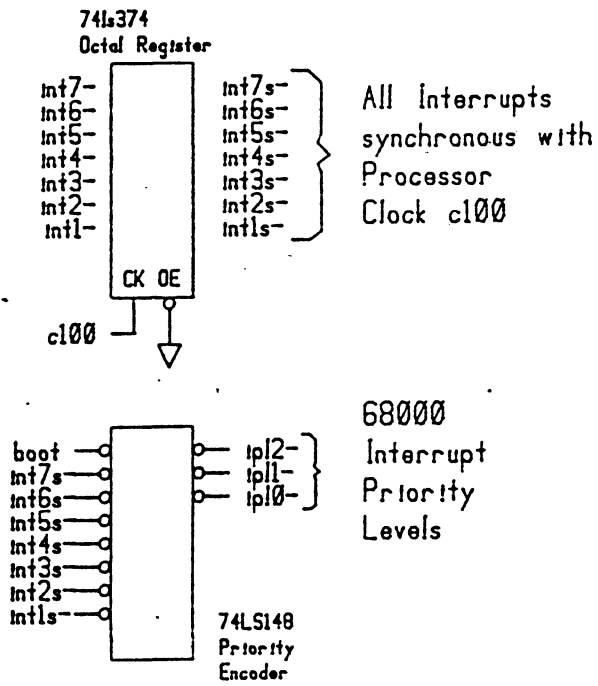 74ls374
Octal Register
int7-
int6-
int5-
int4-
int3-
int2-
int1-
int7s-
int6s-
int5s-
int4s-
int3s-
int2s-
int1s-
All Interrupts
synchronous with
Processor
Clock c100
CK OE
c100
boot
int7s
int6s
int5s
int4s
int3s
int2s
int1s-
ipl2-
ipl1-
ipl0-
68000
Interrupt
Priority
Levels
74LS148
Priority
Encoder